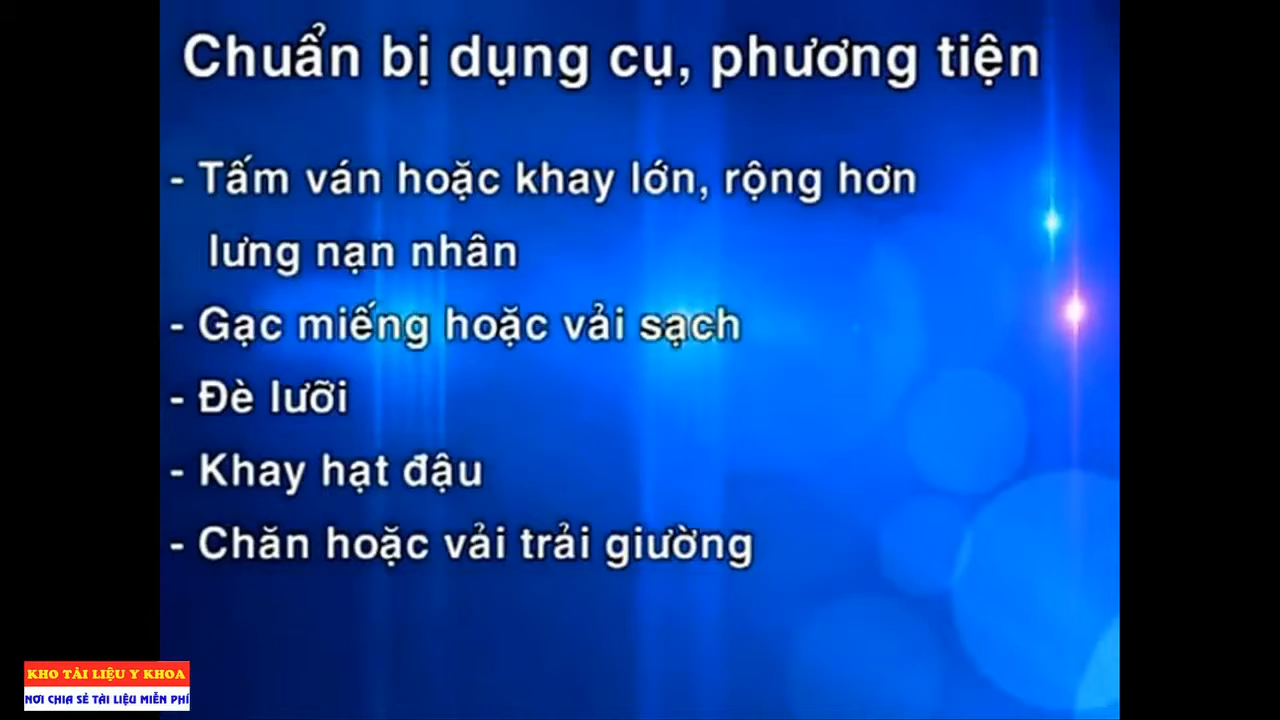 Chuẩn bị dụng cụ, phương tiện
- Tấm ván hoặc khay lớn, rộng hơn
lưng nạn nhân
- Gạc miếng hoặc vải sạch
- Đè lưỡi
- Khay hạt đậu
- Chăn hoặc vải trải giường
KHO TÀI LIỆU Y KHOA
NƠI CHIA SẺ TÀI LIỆU MIỄN PHÍ